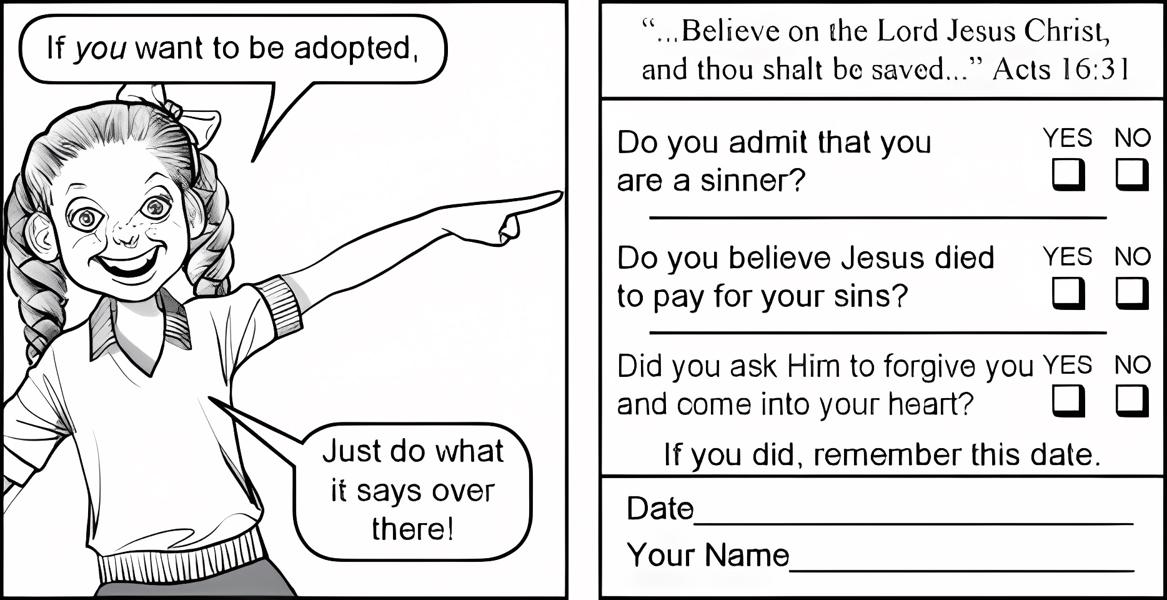 If you want to be adopted,
Just do what
it says over
there!
“...Believe on the Lord Jesus Christ,
and thou shalt be saved...” Acts 16:31
Do you admit that you
are a sinner?
YES NO
Do you believe Jesus died
to pay for your sins?
YES NO
Did you ask Him to forgive you
and come into your heart?
YES NO
If you did, remember this date.
Date
Your Name